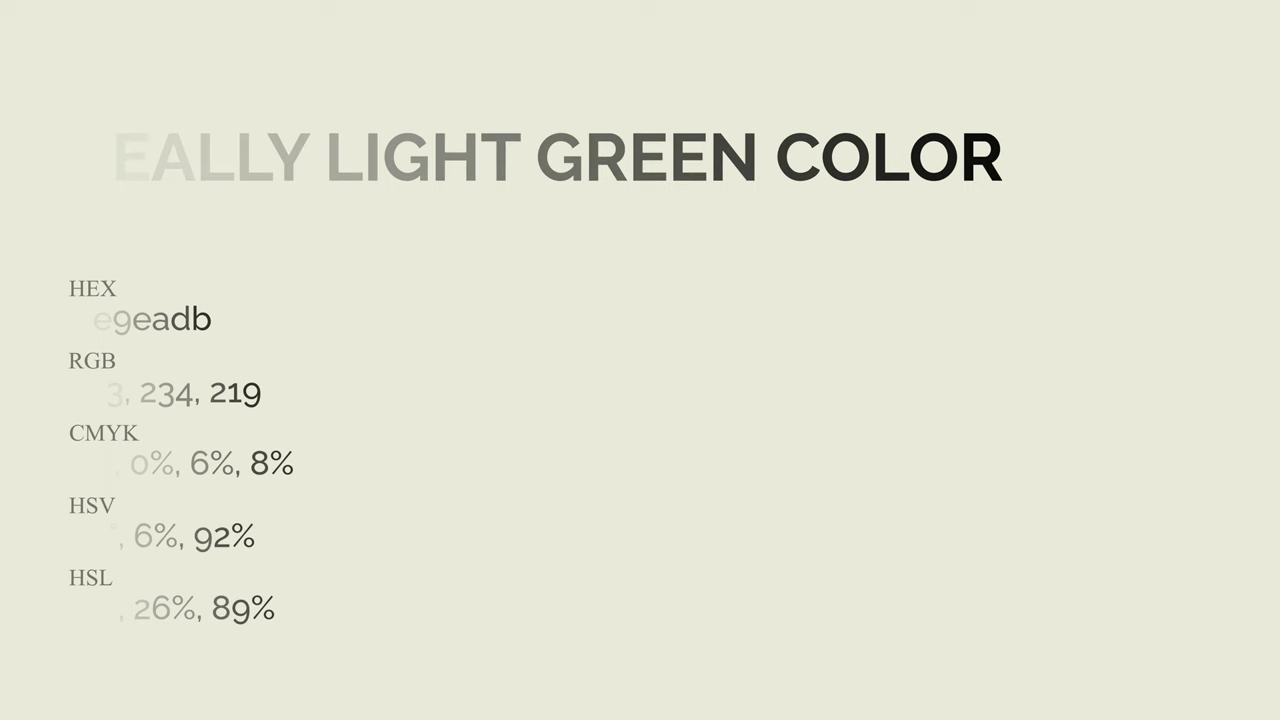 EALLY LIGHT GREEN COLOR
HEX
e9eadb
RGB
3, 234, 219
CMYK
, 0%, 6%, 8%
HSV
°, 6%, 92%
HSL
, 26%, 89%